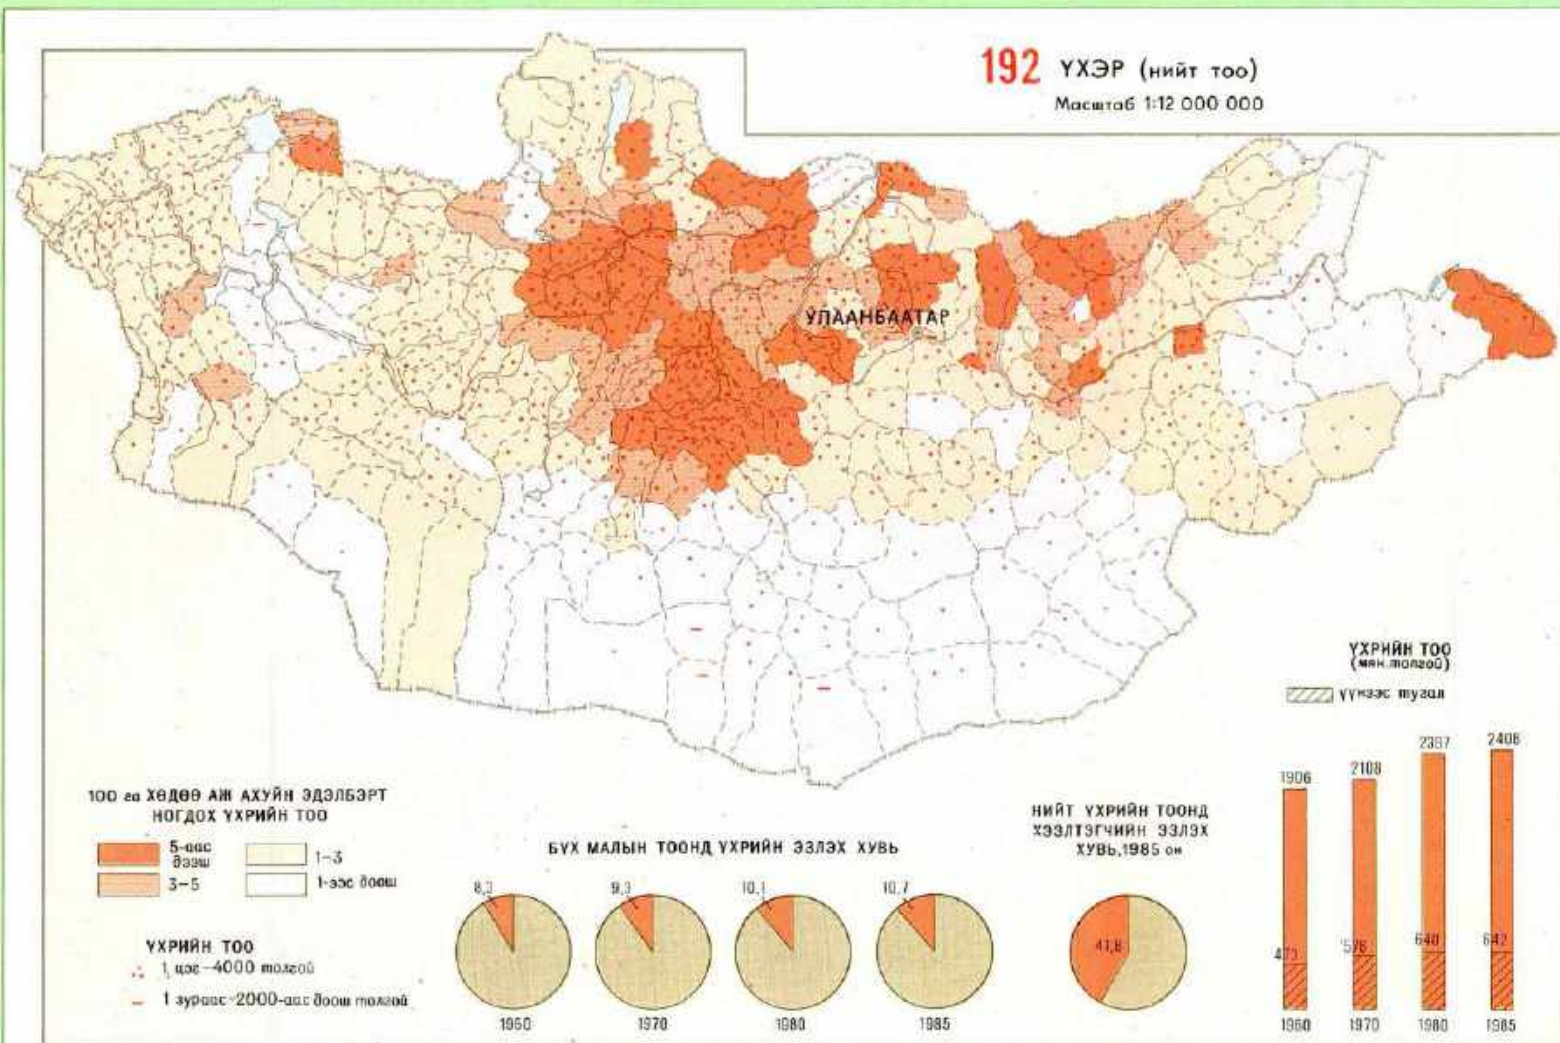 192 ҮХЭР (нийт тоо)
Масштаб 1:12 000 000
УЛААНБААТАР
ҮХРИЙН ТОО
(мян.толгой)
үүнээс тугал
1906
2108
2397
2408
473
576
640
642
1960
1970
1980
1985
100 га ХӨДӨӨ АЖ АХУЙН ЭДЭЛБЭРТ
НОГДОХ ҮХРИЙН ТОО
5-аас
дээш
3-5
1-3
1-ээс доош
ҮХРИЙН ТОО
1 цэг-4000 толгой
1 зураас-2000-аас доош толгой
БҮХ МАЛЫН ТООНД ҮХРИЙН ЭЗЛЭХ ХУВЬ
8,3
9,3
10,1
10,7
1960
1970
1980
1985
НИЙТ ҮХРИЙН ТООНД
ХЭЭЛТЭГЧИЙН ЭЗЛЭХ
ХУВЬ,1985 он
41,8